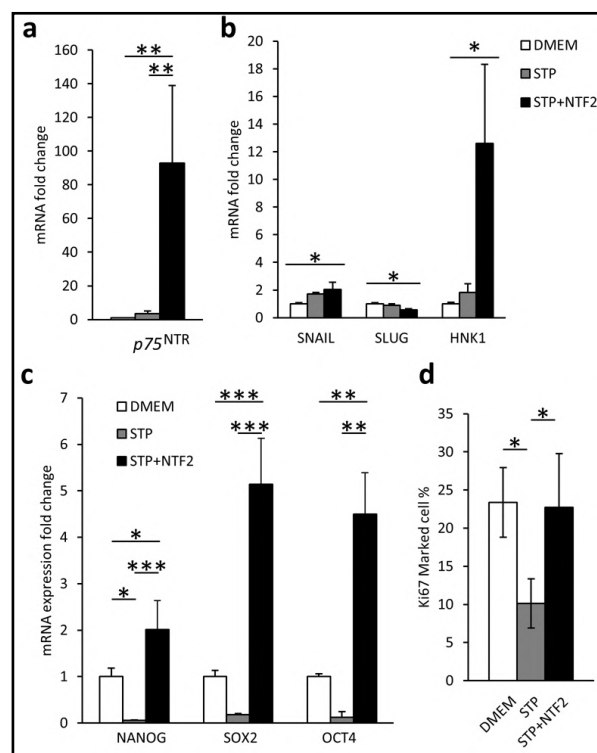 a
**
**
mRNA fold change
160
140
120
100
80
60
40
20
0
p75NTR
b
DMEM
STP
STP+NTF2
mRNA fold change
20
18
16
14
12
10
8
6
4
2
0
*
*
*
SNAIL SLUG HNK1
c
DMEM
STP
STP+NTF2
mRNA expression fold change
7
6
5
4
3
2
1
0
*
***
*
***
***
**
**
NANOG SOX2 OCT4
d
Ki67 Marked cell %
35
30
25
20
15
10
5
0
*
*
DMEM
STP
STP+NTF2